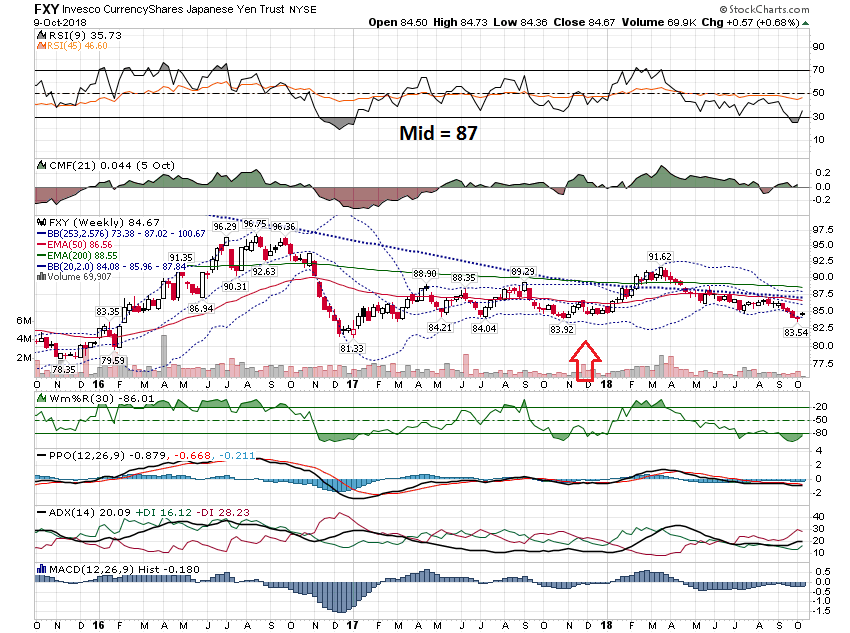 FXY Invesco CurrencyShares Japanese Yen Trust NYSE © StockCharts.com
9-Oct-2018 Open 84.50 High 84.73 Low 84.36 Close 84.67 Volume 69.9K Chg +0.57 (+0.68%)
RSI(9) 35.73
RSI(45) 46.60
90
70
50
30
10
Mid = 87
CMF(21) 0.044 (5 Oct)
0.2
0.0
-0.2
FXY (Weekly) 84.67
BB(253,2.576) 73.38 - 87.02 - 100.67
EMA(50) 86.56
EMA(200) 88.55
BB(20,2.0) 84.08 - 85.96 - 87.84
Volume 69,907
96.29 96.75 96.36
91.35
92.63
90.31
86.94
83.35
79.59
78.35
81.33
88.90
84.21
88.35
84.04
89.29
83.92
91.62
83.54
97.5
95.0
92.5
90.0
87.5
85.0
82.5
80.0
77.5
6M
4M
2M
O N D 16 F M A M J J A S O N D 17 F M A M J J A S O N D 18 F M A M J J A S O
Wm%R(30) -86.01
-20
-50
-80
PPO(12,26,9) -0.879, -0.668, -0.211
4
2
0
-2
ADX(14) 20.09 +DI 16.12 -DI 28.23
40
30
20
10
MACD(12,26,9) Hist -0.180
0.5
0.0
-0.5
-1.0
-1.5
O N D 16 F M A M J J A S O N D 17 F M A M J J A S O N D 18 F M A M J J A S O